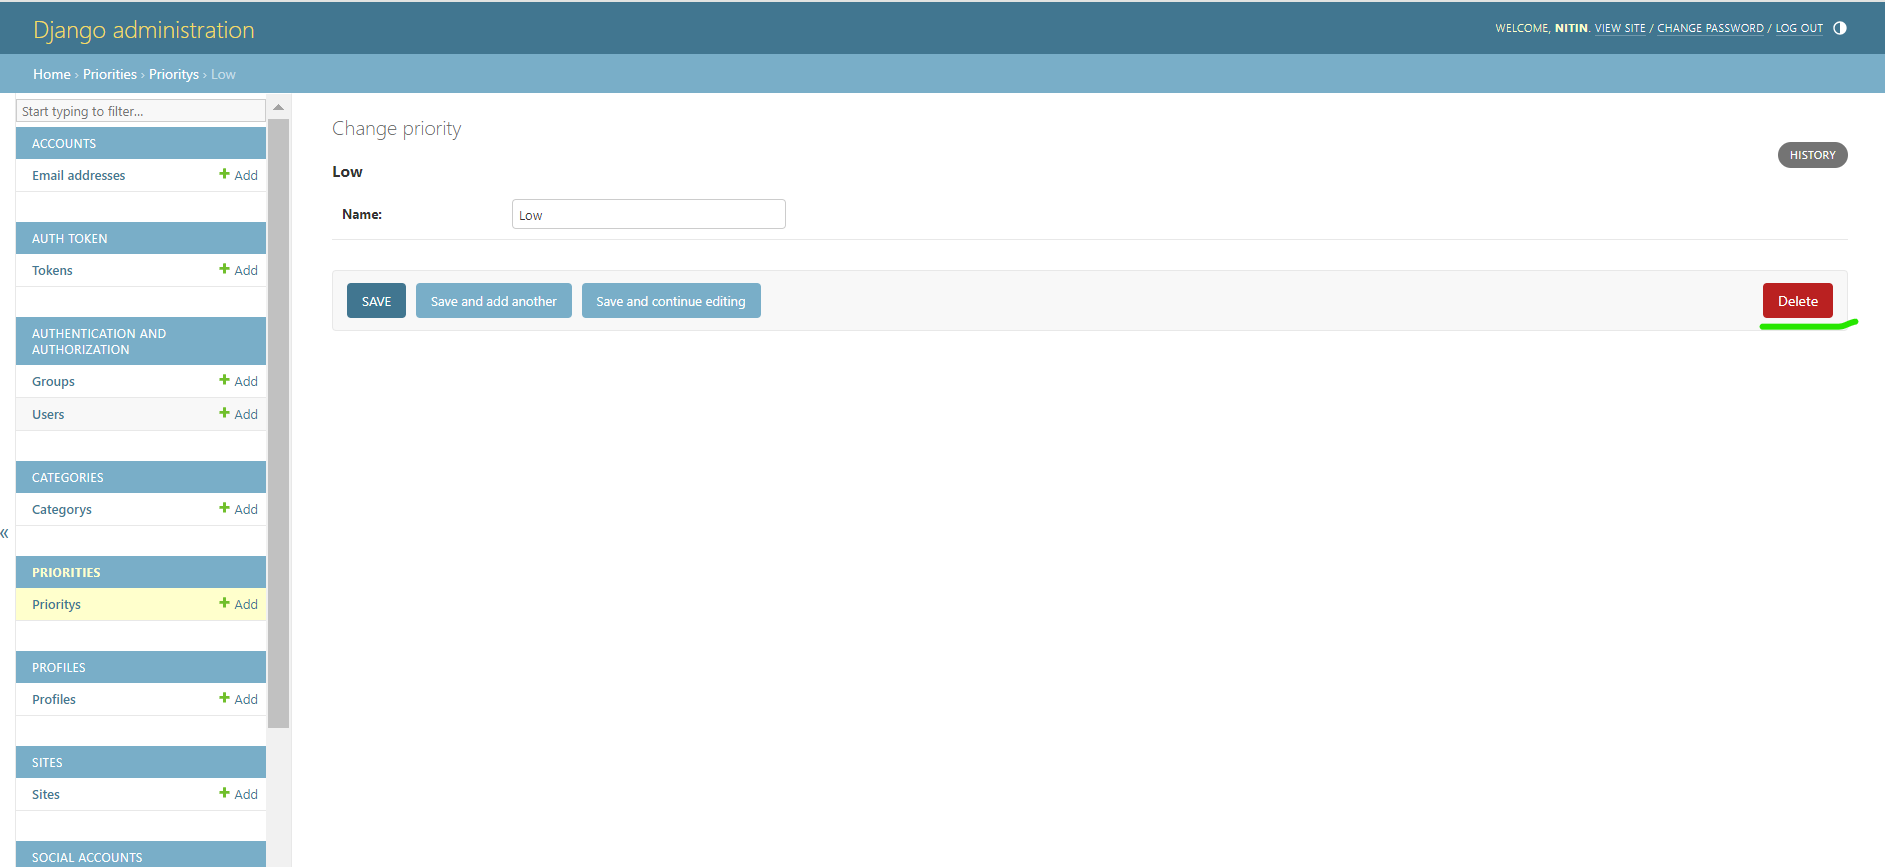 Django administration
WELCOME, NITIN. VIEW SITE / CHANGE PASSWORD / LOG OUT
Home › Priorities › Prioritys › Low
Start typing to filter...
ACCOUNTS
Email addresses Add
AUTH TOKEN
Tokens Add
AUTHENTICATION AND
AUTHORIZATION
Groups Add
Users Add
CATEGORIES
Categorys Add
«
PRIORITIES
Prioritys Add
PROFILES
Profiles Add
SITES
Sites Add
SOCIAL ACCOUNTS
Change priority
HISTORY
Low
Name: Low
SAVE Save and add another Save and continue editing Delete